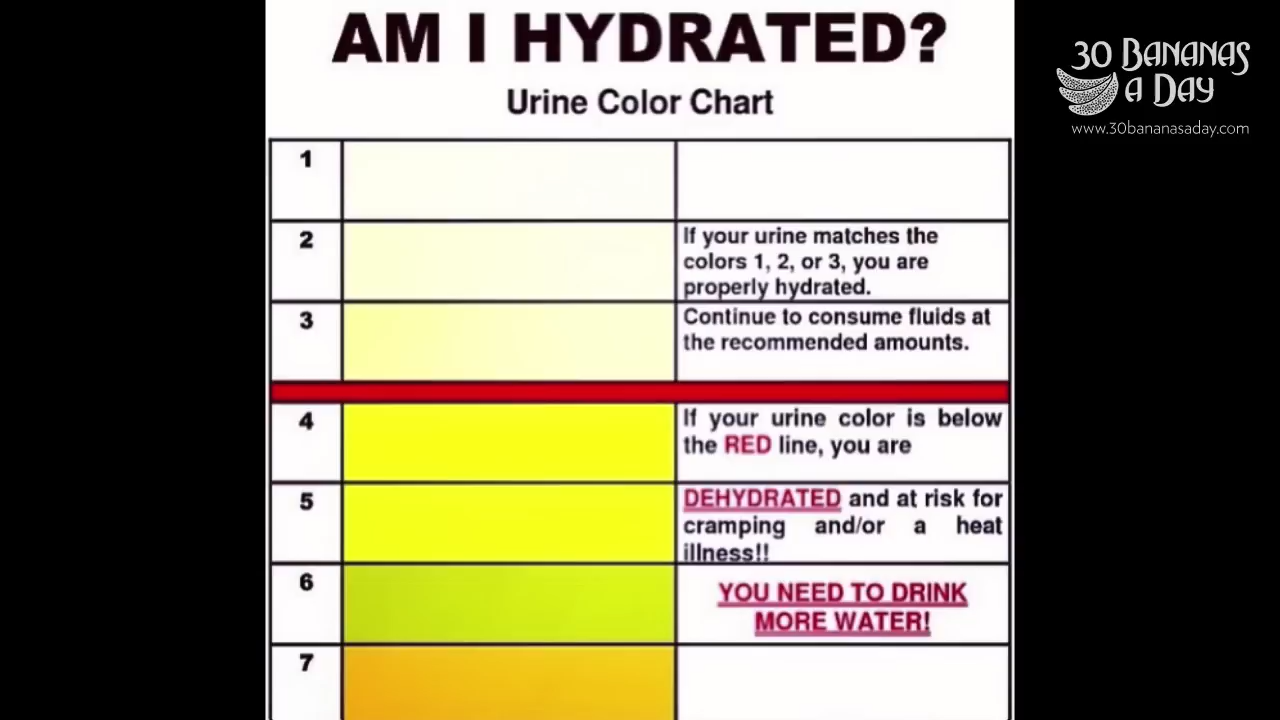 AM I HYDRATED?
Urine Color Chart
30 BANANAS
A DAY
www.30bananasaday.com
1
2
If your urine matches the
colors 1, 2, or 3, you are
properly hydrated.
3
Continue to consume fluids at
the recommended amounts.
4
If your urine color is below
the RED line, you are
5
DEHYDRATED and at risk for
cramping and/or a heat
illness!!
6
YOU NEED TO DRINK
MORE WATER!
7